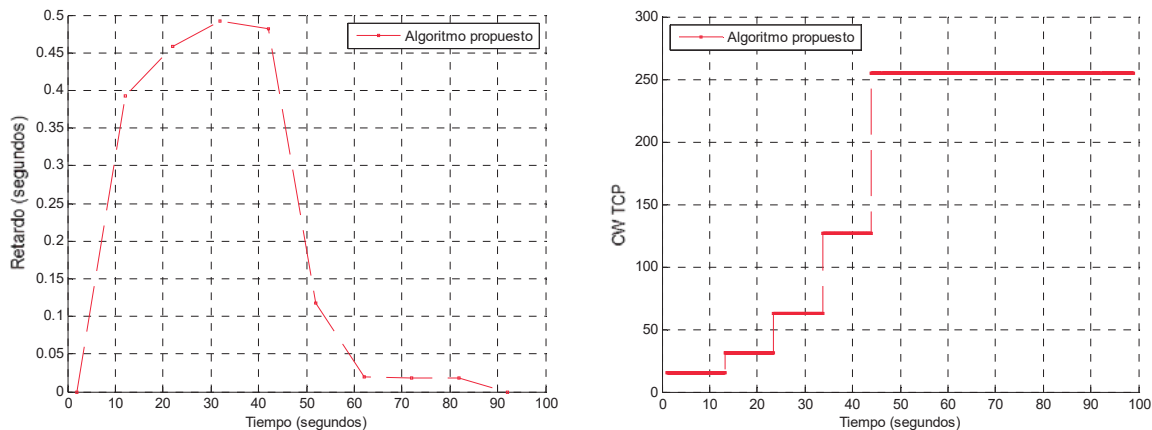 0.5
0.45
0.4
0.35
0.3
0.25
0.2
0.15
0.1
0.05
0
Retardo (segundos)
Algoritmo propuesto
0 10 20 30 40 50 60 70 80 90 100
Tiempo (segundos)
300
250
200
150
100
50
0
CW TCP
Algoritmo propuesto
0 10 20 30 40 50 60 70 80 90 100
Tiempo (segundos)